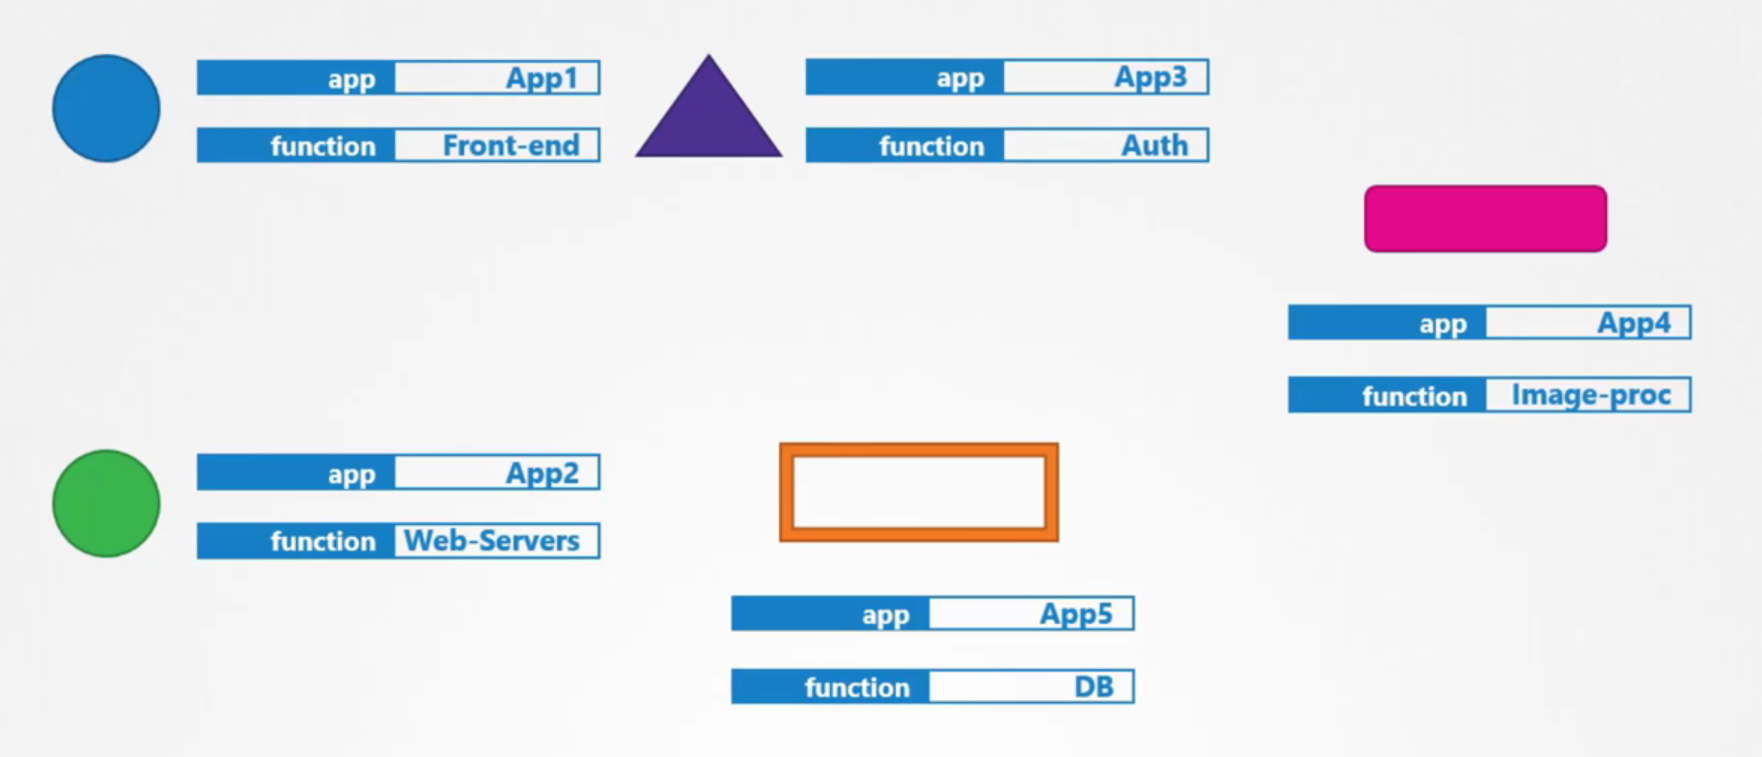 app App1
function Front-end
app App3
function Auth
app App4
function Image-proc
app App2
function Web-Servers
app App5
function DB